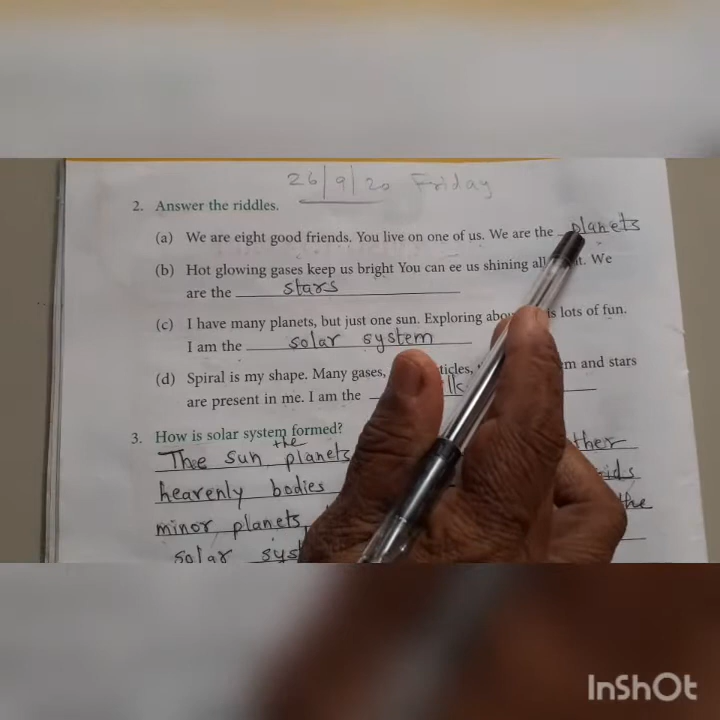 26/9/20 Friday
2. Answer the riddles.
(a) We are eight good friends. You live on one of us. We are the planets
(b) Hot glowing gases keep us bright You can ee us shining all We
are the stars
(c) I have many planets, but just one sun. Exploring is lots of fun.
I am the solar system
(d) Spiral is my shape. Many gases, and stars
are present in me. I am the
3. How is solar system formed?
the
The sun, planets
heavenly bodies
minor planets, the
solar
InShOt